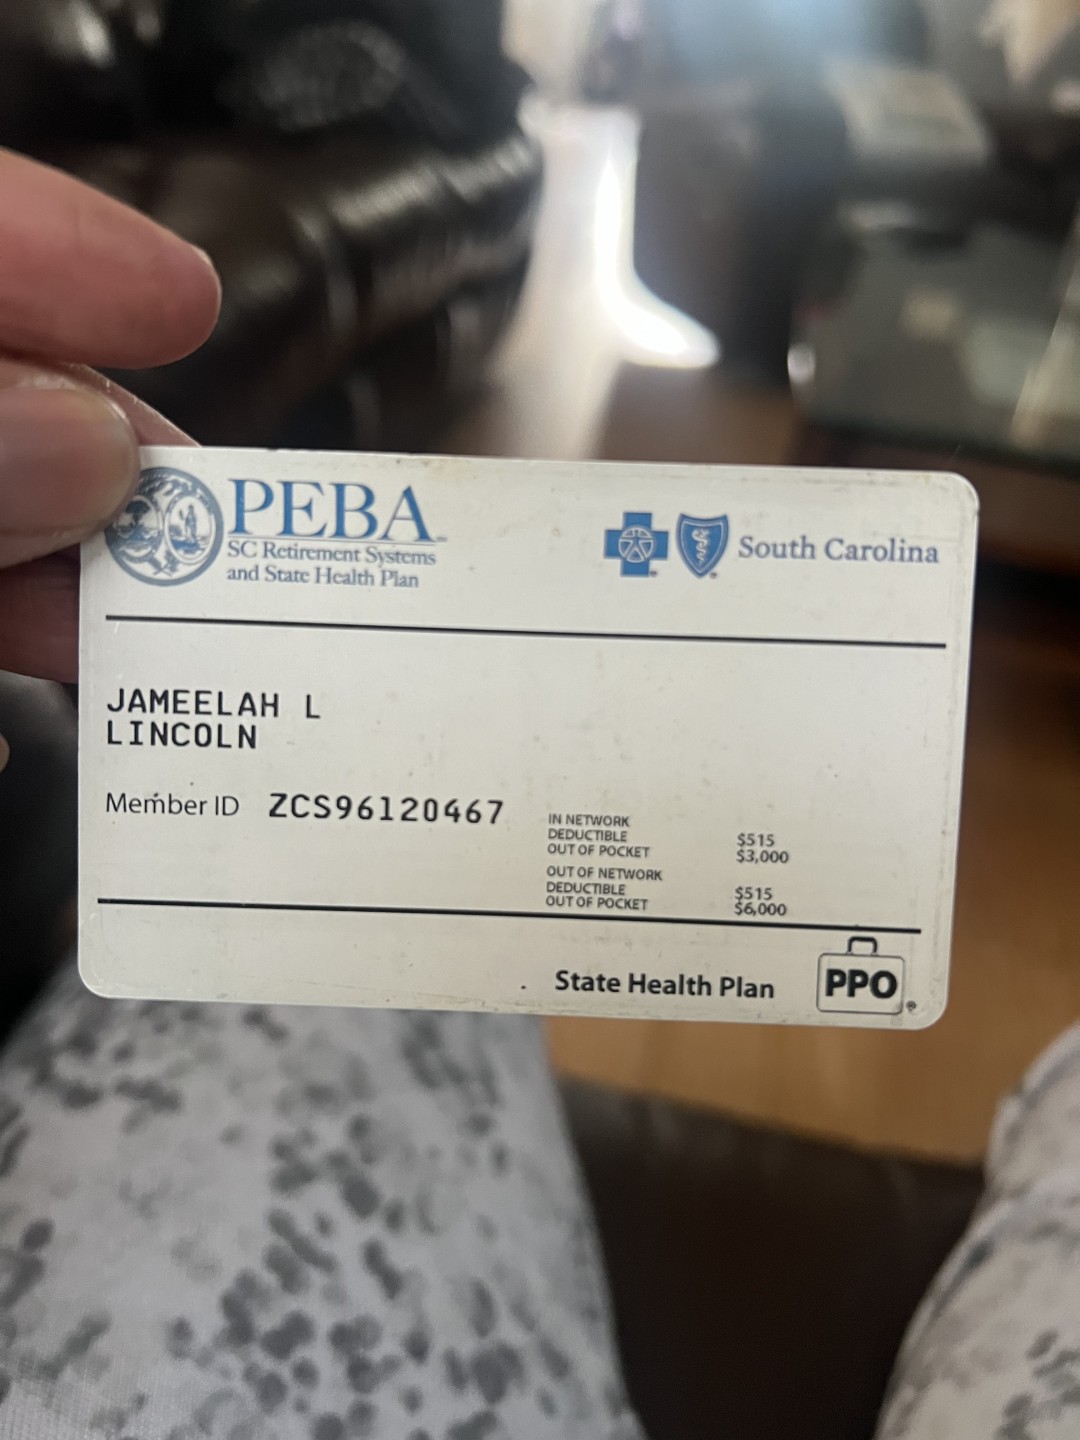 PEBA
SC Retirement Systems
and State Health Plan
South Carolina
JAMEELAH L
LINCOLN
Member ID ZCS96120467
IN NETWORK
DEDUCTIBLE $515
OUT OF POCKET $3,000
OUT OF NETWORK
DEDUCTIBLE $515
OUT OF POCKET $6,000
State Health Plan
PPO®